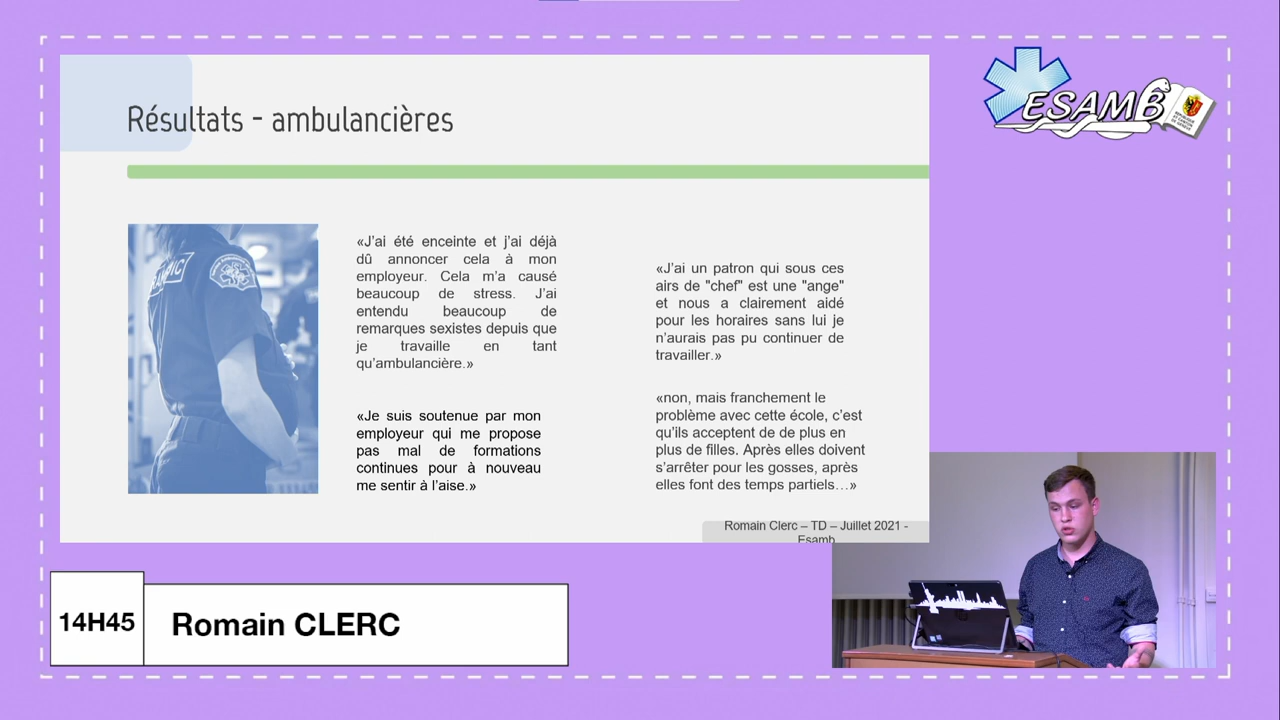 Résultats - ambulancières
«J'ai été enceinte et j'ai déjà
dû annoncer cela à mon
employeur. Cela m'a causé
beaucoup de stress. J'ai
entendu beaucoup de
remarques sexistes depuis que
je travaille en tant
qu'ambulancière.»
«Je suis soutenue par mon
employeur qui me propose
pas mal de formations
continues pour à nouveau
me sentir à l'aise.»
«J'ai un patron qui sous ces
airs de "chef" est une "ange"
et nous a clairement aidé
pour les horaires sans lui je
n'aurais pas pu continuer de
travailler.»
«non, mais franchement le
problème avec cette école, c'est
qu'ils acceptent de de plus en
plus de filles. Après elles doivent
s'arrêter pour les gosses, après
elles font des temps partiels…»
Romain Clerc – TD – Juillet 2021 -
Esamb
ESAMB
14H45
Romain CLERC